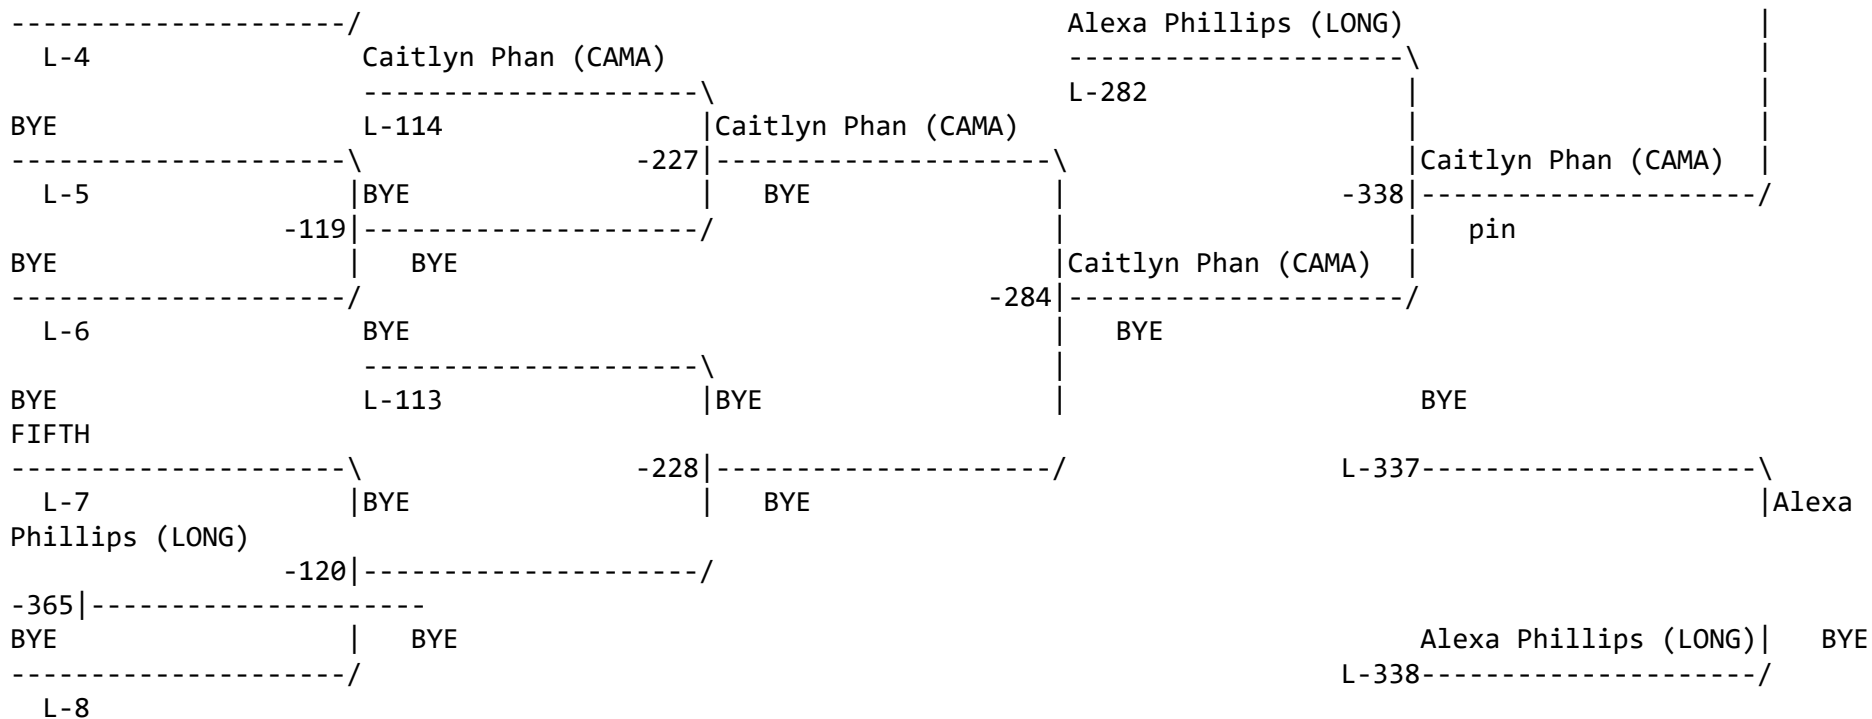 ---------------------/                                            Alexa Phillips (LONG)                       |
  L-4                 Caitlyn Phan (CAMA)                         ---------------------\                      |
                      ---------------------\                      L-282                |                      |
BYE                   L-114                |Caitlyn Phan (CAMA)                        |                      |
---------------------\                 -227|---------------------\                     |Caitlyn Phan (CAMA)   |
  L-5                |BYE                  |   BYE               |                 -338|---------------------/
                 -119|---------------------/                     |                     |   pin
BYE                  |   BYE                                     |Caitlyn Phan (CAMA)  |
---------------------/                                       -284|---------------------/
  L-6                 BYE                                        |   BYE
                      ---------------------\                     |
BYE                   L-113                |BYE                  |                      BYE
FIFTH
---------------------\                 -228|---------------------/                 L-337---------------------\
  L-7                |BYE                  |   BYE                                                           |Alexa
Phillips (LONG)
                 -120|---------------------/
-365|---------------------
BYE                  |   BYE                                                            Alexa Phillips (LONG)|   BYE
---------------------/                                                             L-338---------------------/
  L-8